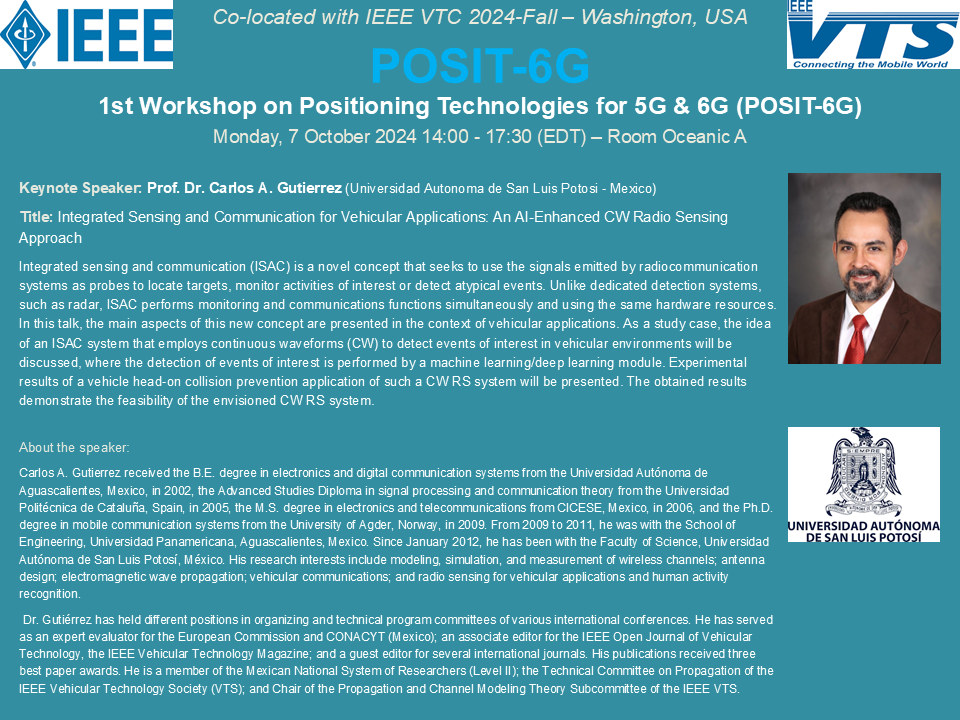 IEEE
Co-located with IEEE VTC 2024-Fall – Washington, USA
IEEE
VTS
Connecting the Mobile World
POSIT-6G
1st Workshop on Positioning Technologies for 5G & 6G (POSIT-6G)
Monday, 7 October 2024 14:00 - 17:30 (EDT) – Room Oceanic A
Keynote Speaker: Prof. Dr. Carlos A. Gutierrez (Universidad Autonoma de San Luis Potosi - Mexico)
Title: Integrated Sensing and Communication for Vehicular Applications: An AI-Enhanced CW Radio Sensing
Approach
Integrated sensing and communication (ISAC) is a novel concept that seeks to use the signals emitted by radiocommunication
systems as probes to locate targets, monitor activities of interest or detect atypical events. Unlike dedicated detection systems,
such as radar, ISAC performs monitoring and communications functions simultaneously and using the same hardware resources.
In this talk, the main aspects of this new concept are presented in the context of vehicular applications. As a study case, the idea
of an ISAC system that employs continuous waveforms (CW) to detect events of interest in vehicular environments will be
discussed, where the detection of events of interest is performed by a machine learning/deep learning module. Experimental
results of a vehicle head-on collision prevention application of such a CW RS system will be presented. The obtained results
demonstrate the feasibility of the envisioned CW RS system.
About the speaker:
Carlos A. Gutierrez received the B.E. degree in electronics and digital communication systems from the Universidad Autónoma de
Aguascalientes, Mexico, in 2002, the Advanced Studies Diploma in signal processing and communication theory from the Universidad
Politécnica de Cataluña, Spain, in 2005, the M.S. degree in electronics and telecommunications from CICESE, Mexico, in 2006, and the Ph.D.
degree in mobile communication systems from the University of Agder, Norway, in 2009. From 2009 to 2011, he was with the School of
Engineering, Universidad Panamericana, Aguascalientes, Mexico. Since January 2012, he has been with the Faculty of Science, Universidad
Autónoma de San Luis Potosí, México. His research interests include modeling, simulation, and measurement of wireless channels; antenna
design; electromagnetic wave propagation; vehicular communications; and radio sensing for vehicular applications and human activity
recognition.
Dr. Gutiérrez has held different positions in organizing and technical program committees of various international conferences. He has served
as an expert evaluator for the European Commission and CONACYT (Mexico); an associate editor for the IEEE Open Journal of Vehicular
Technology, the IEEE Vehicular Technology Magazine; and a guest editor for several international journals. His publications received three
best paper awards. He is a member of the Mexican National System of Researchers (Level II); the Technical Committee on Propagation of the
IEEE Vehicular Technology Society (VTS); and Chair of the Propagation and Channel Modeling Theory Subcommittee of the IEEE VTS.
SIEMPRE
UNIVERSIDAD AUTÓNOMA
DE SAN LUIS POTOSÍ